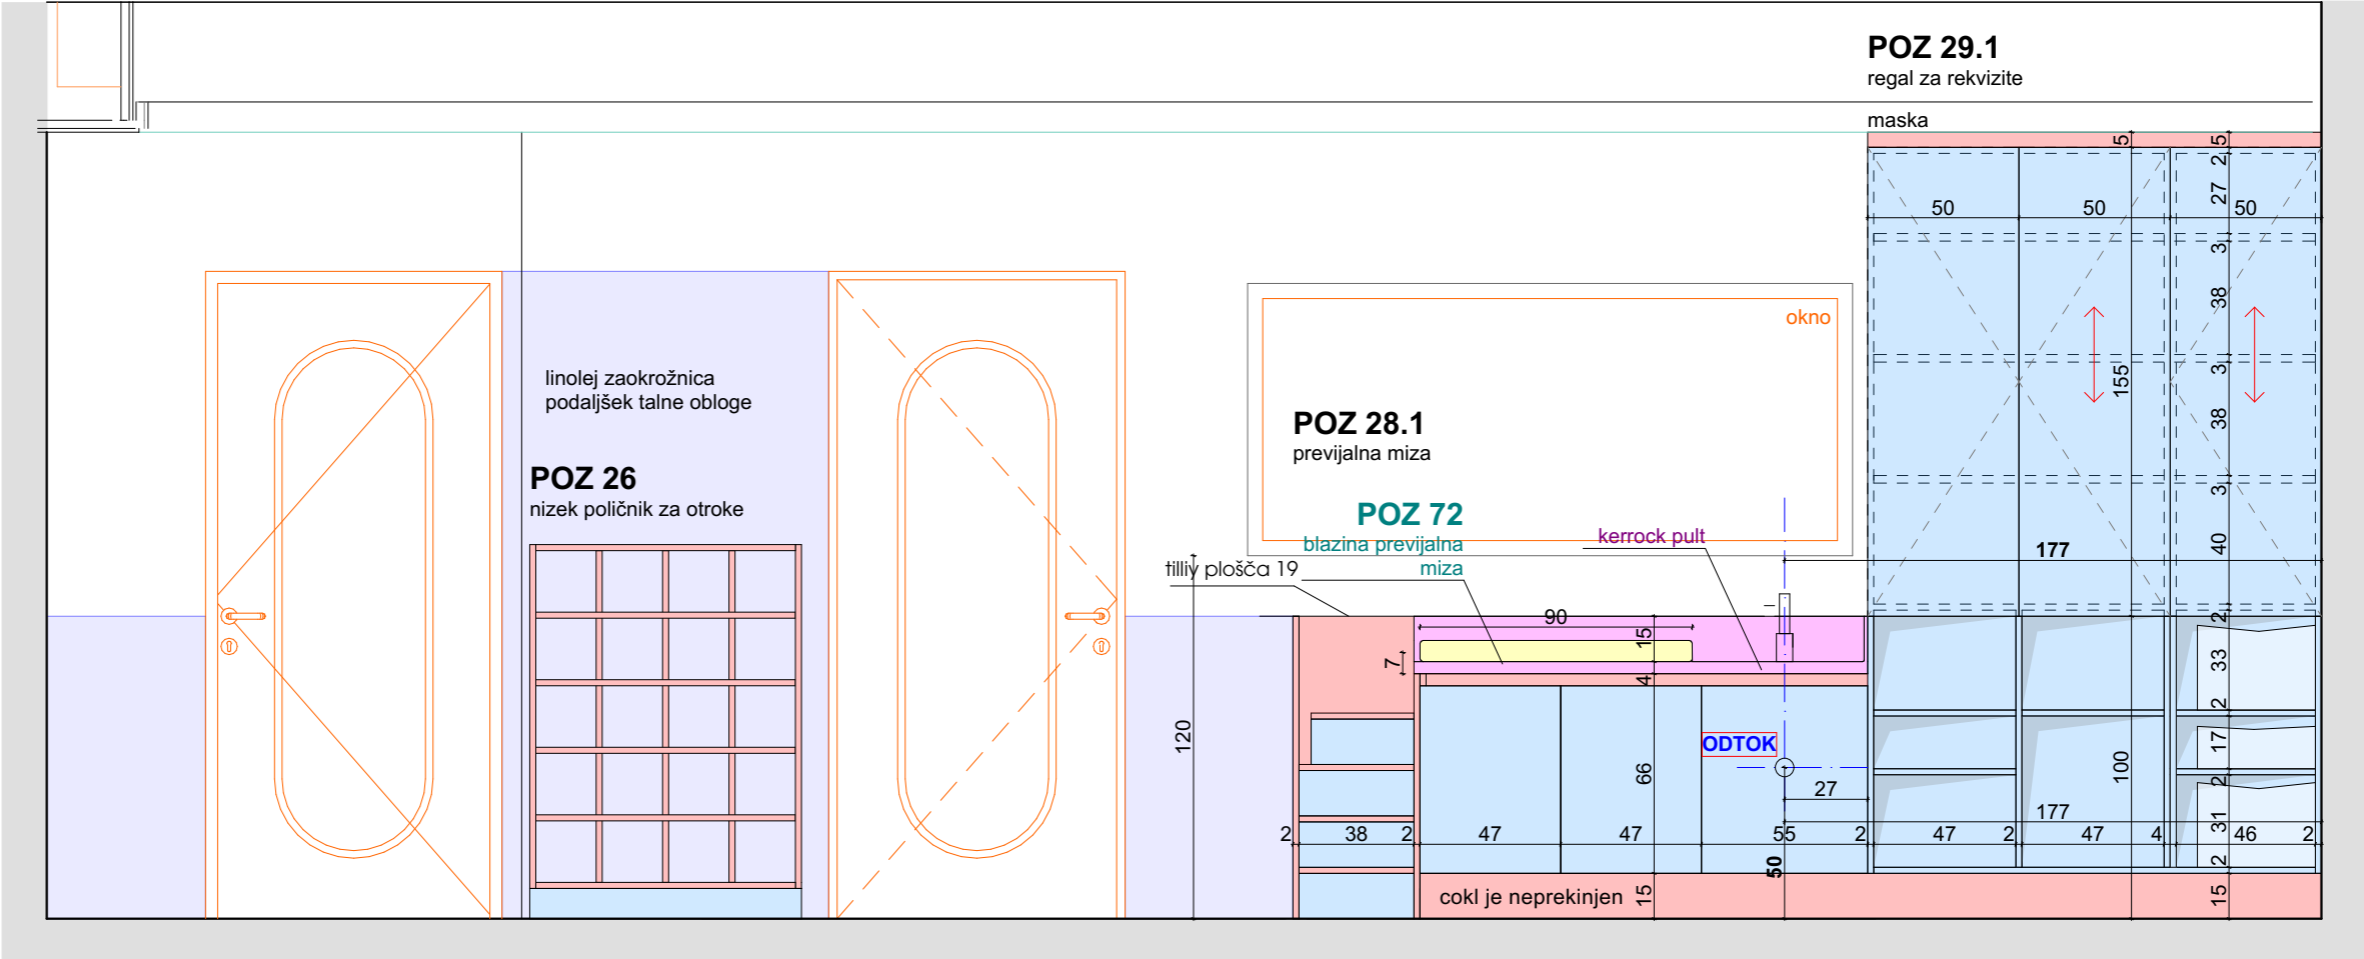 POZ 29.1
regal za rekvizite
maska
5
5
2
27
50
50
50
3
38
okno
3
155
38
linolej zaokrožnica
podaljšek talne obloge
POZ 28.1
previjalna miza
POZ 26
nizek poličnik za otroke
3
POZ 72
blazina previjalna
miza
kerrock pult
40
177
tilliy plošča 19
90
2
15
7
33
4
2
120
ODTOK
17
66
100
2
27
177
31
2
38
2
47
47
55
2
47
2
47
4
46
2
50
2
cokl je neprekinjen
15
15